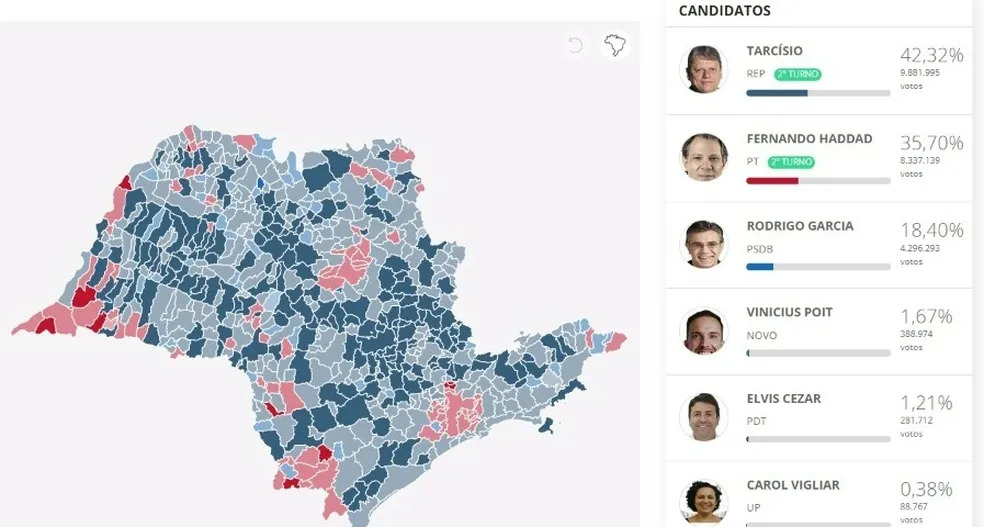 CANDIDATOS
TARCÍSIO
42,32%
REP 2º TURNO
9.881.995
votos
FERNANDO HADDAD
35,70%
PT 2º TURNO
8.337.139
votos
RODRIGO GARCIA
18,40%
PSDB
4.296.293
votos
VINICIUS POIT
1,67%
NOVO
388.974
votos
ELVIS CEZAR
1,21%
PDT
281.712
votos
CAROL VIGLIAR
0,38%
UP
88.767
votos